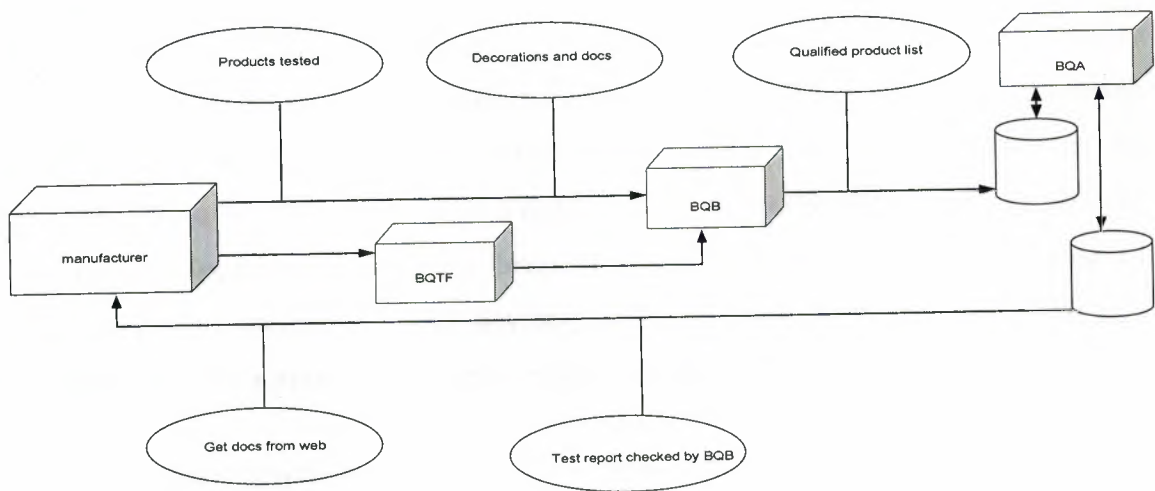 Products tested
Decorations and docs
Qualified product list
BQA
BQB
manufacturer
BQTF
Get docs from web
Test report checked by BQB